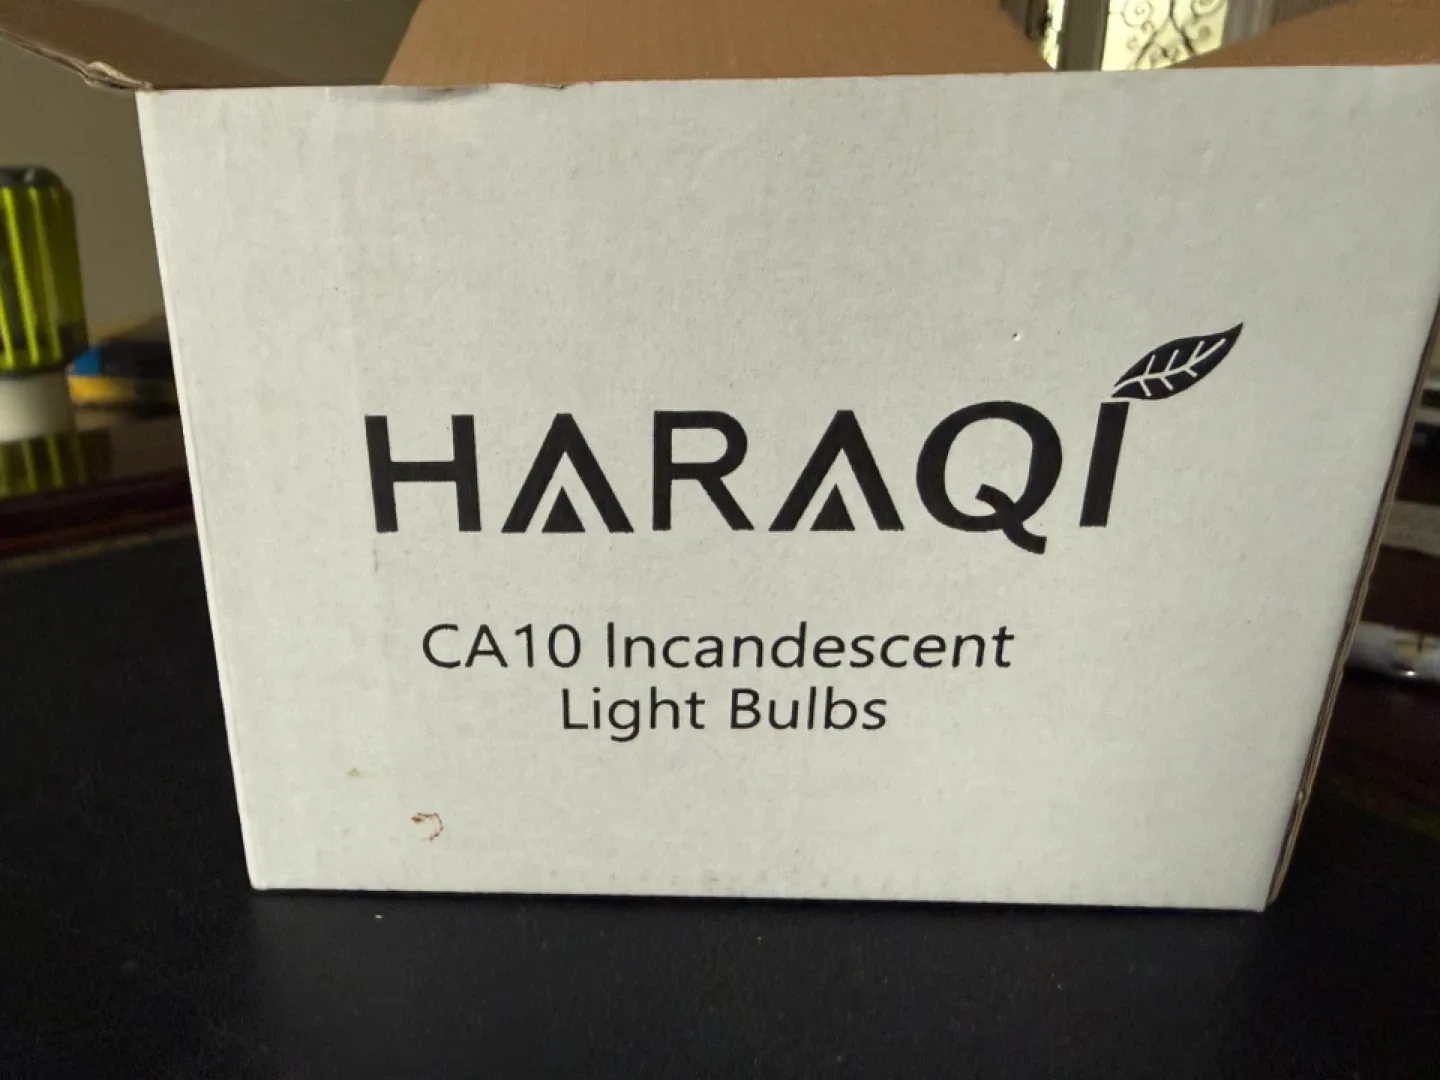 HARAQI
CA10 Incandescent
Light Bulbs